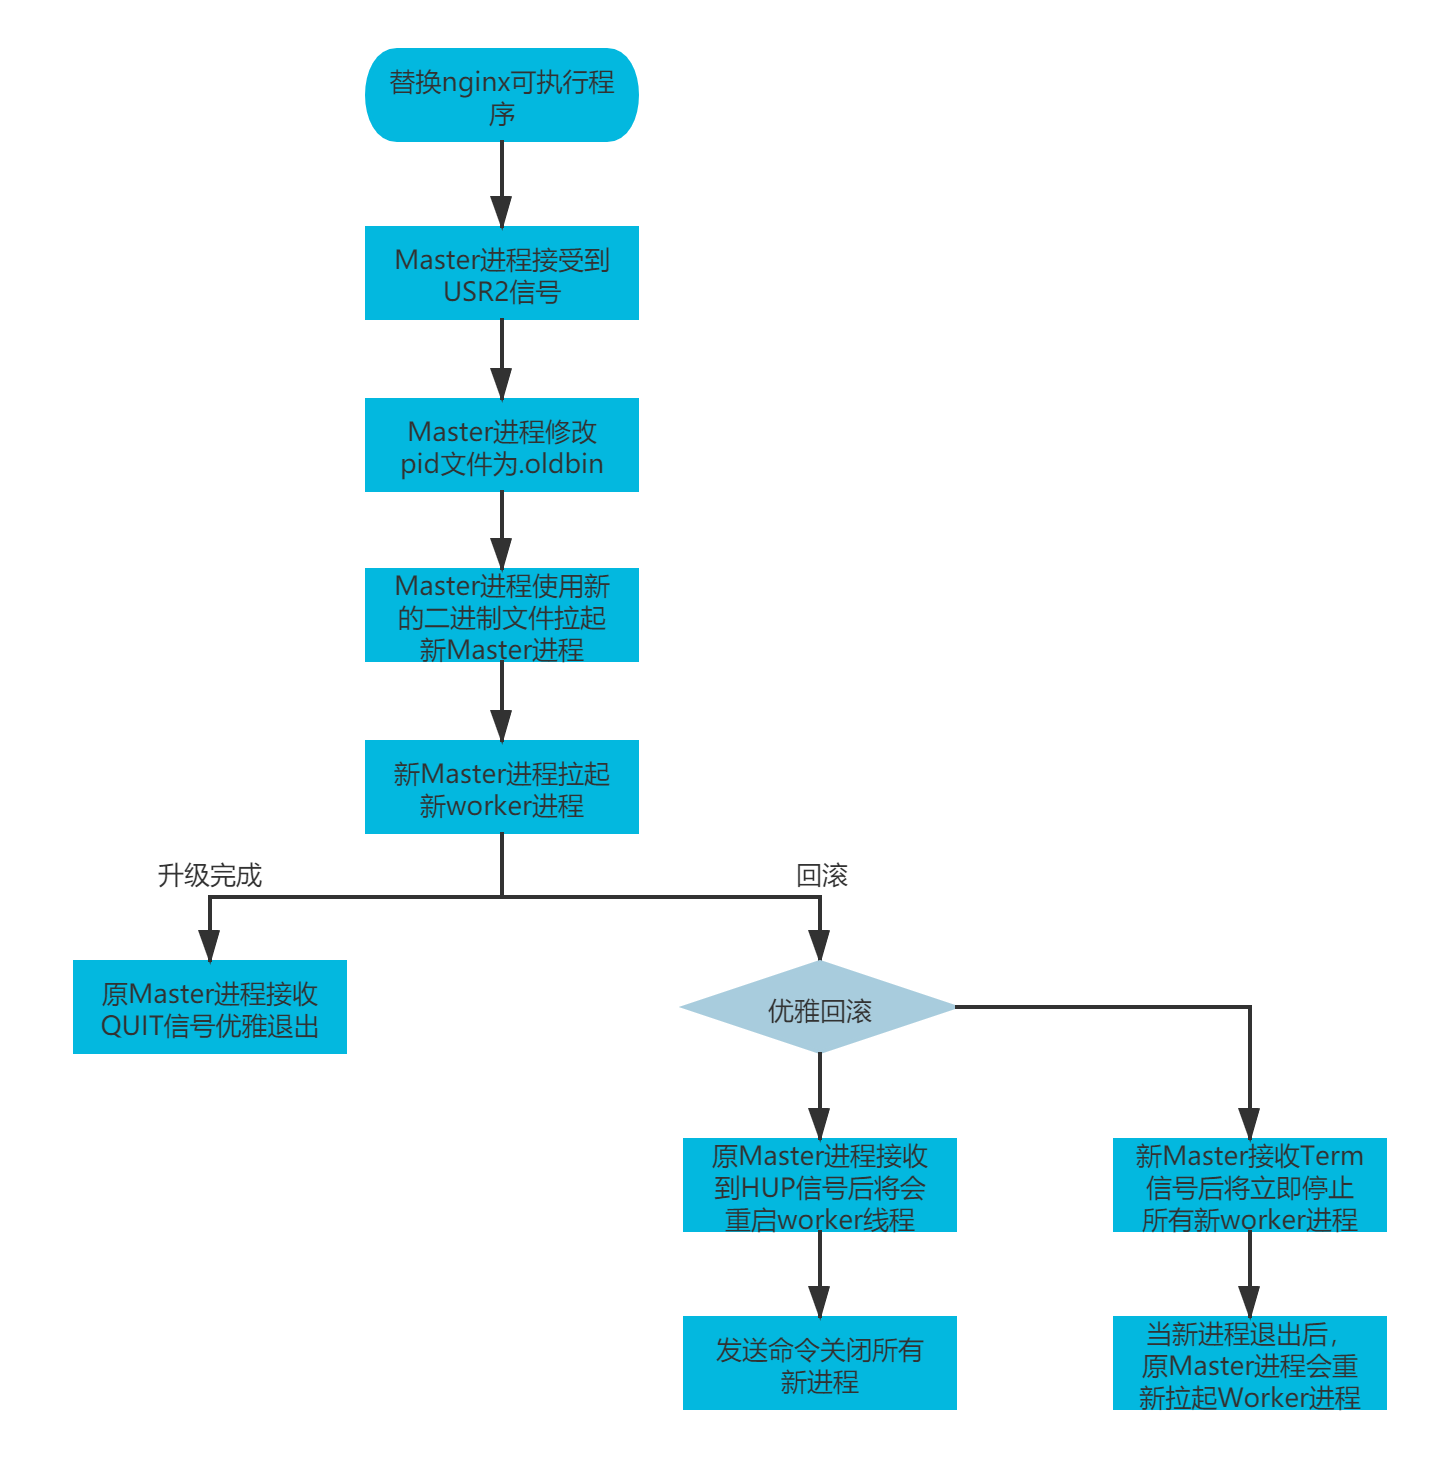 替换nginx可执行程
序
Master进程接受到
USR2信号
Master进程修改
pid文件为.oldbin
Master进程使用新
的二进制文件拉起
新Master进程
新Master进程拉起
新worker进程
升级完成
回滚
原Master进程接收
QUIT信号优雅退出
优雅回滚
原Master进程接收
到HUP信号后将会
重启worker线程
新Master接收Term
信号后将立即停止
所有新worker进程
发送命令关闭所有
新进程
当新进程退出后，
原Master进程会重
新拉起Worker进程